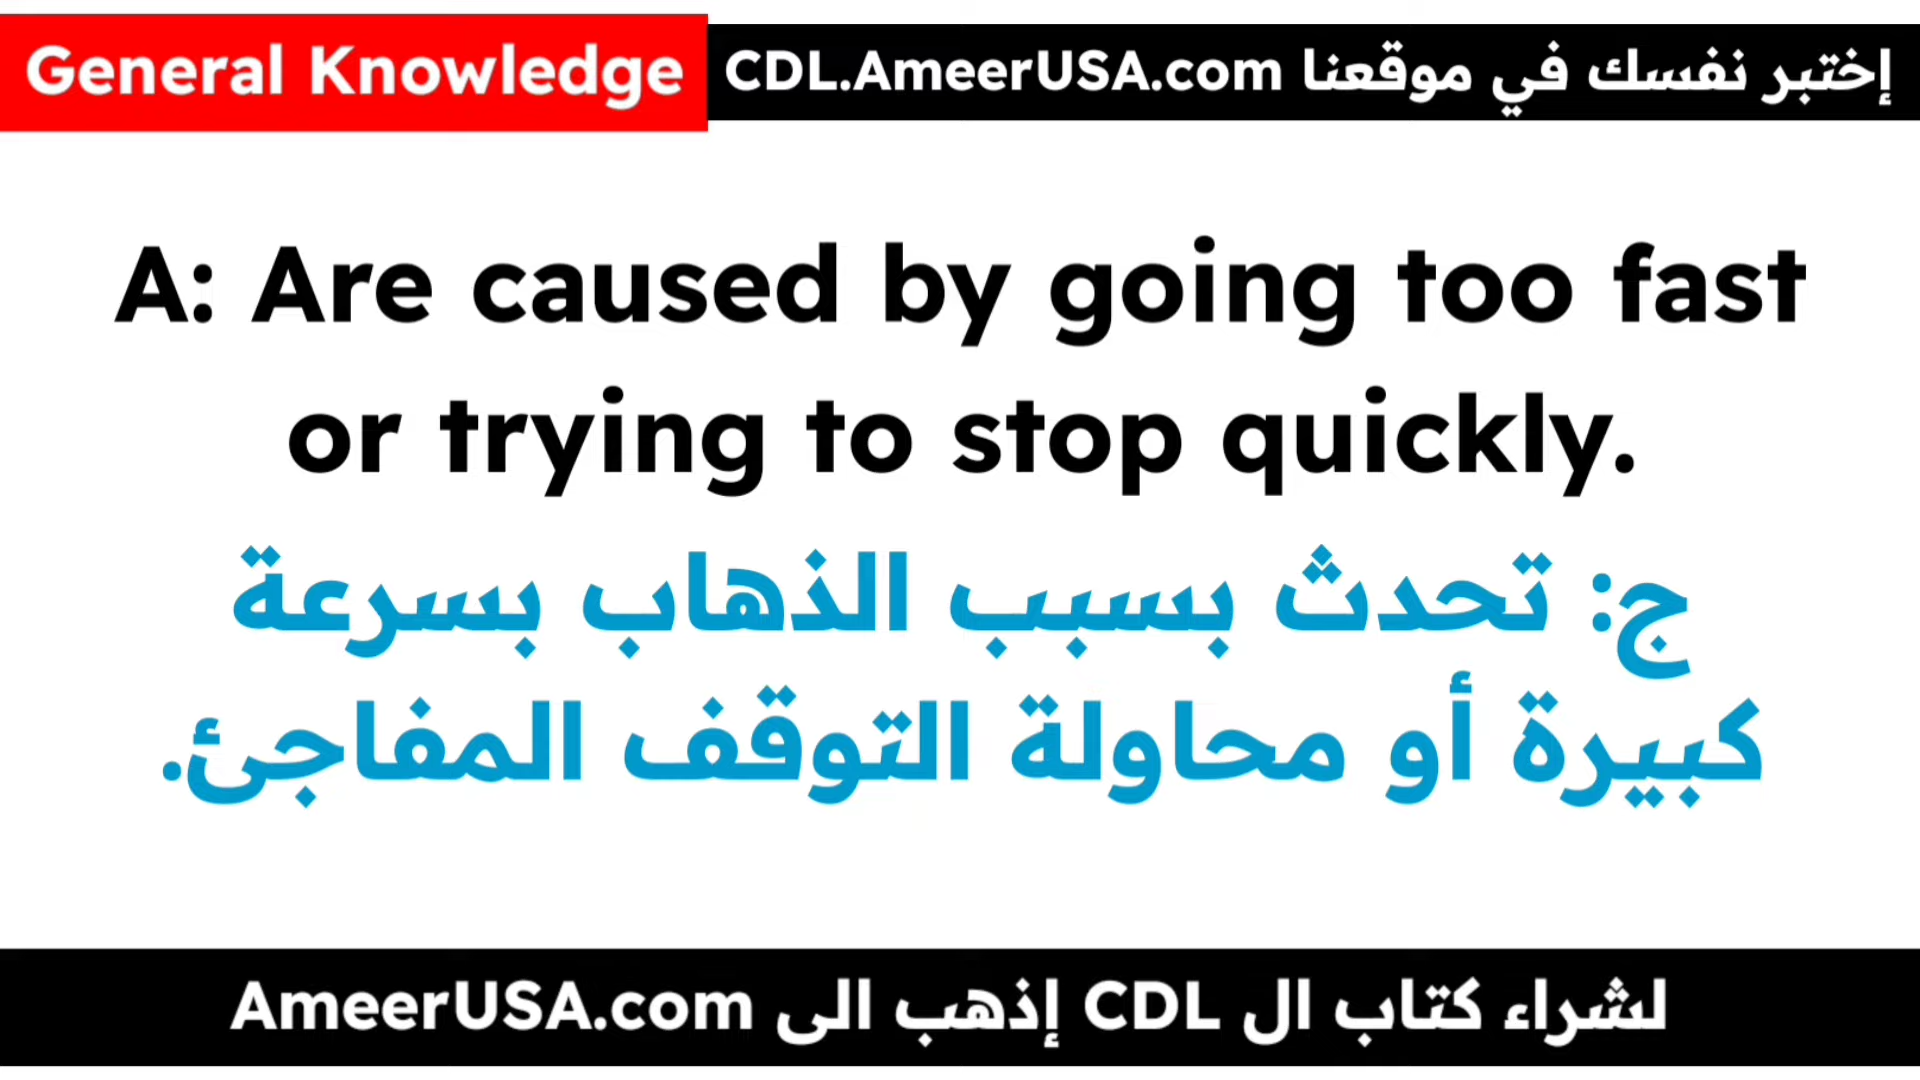 General Knowledge
إختبر نفسك في موقعنا CDL.AmeerUSA.com
A: Are caused by going too fast
or trying to stop quickly.
ج: تحدث بسبب الذهاب بسرعة
كبيرة أو محاولة التوقف المفاجئ.
لشراء كتاب ال CDL إذهب الى AmeerUSA.com